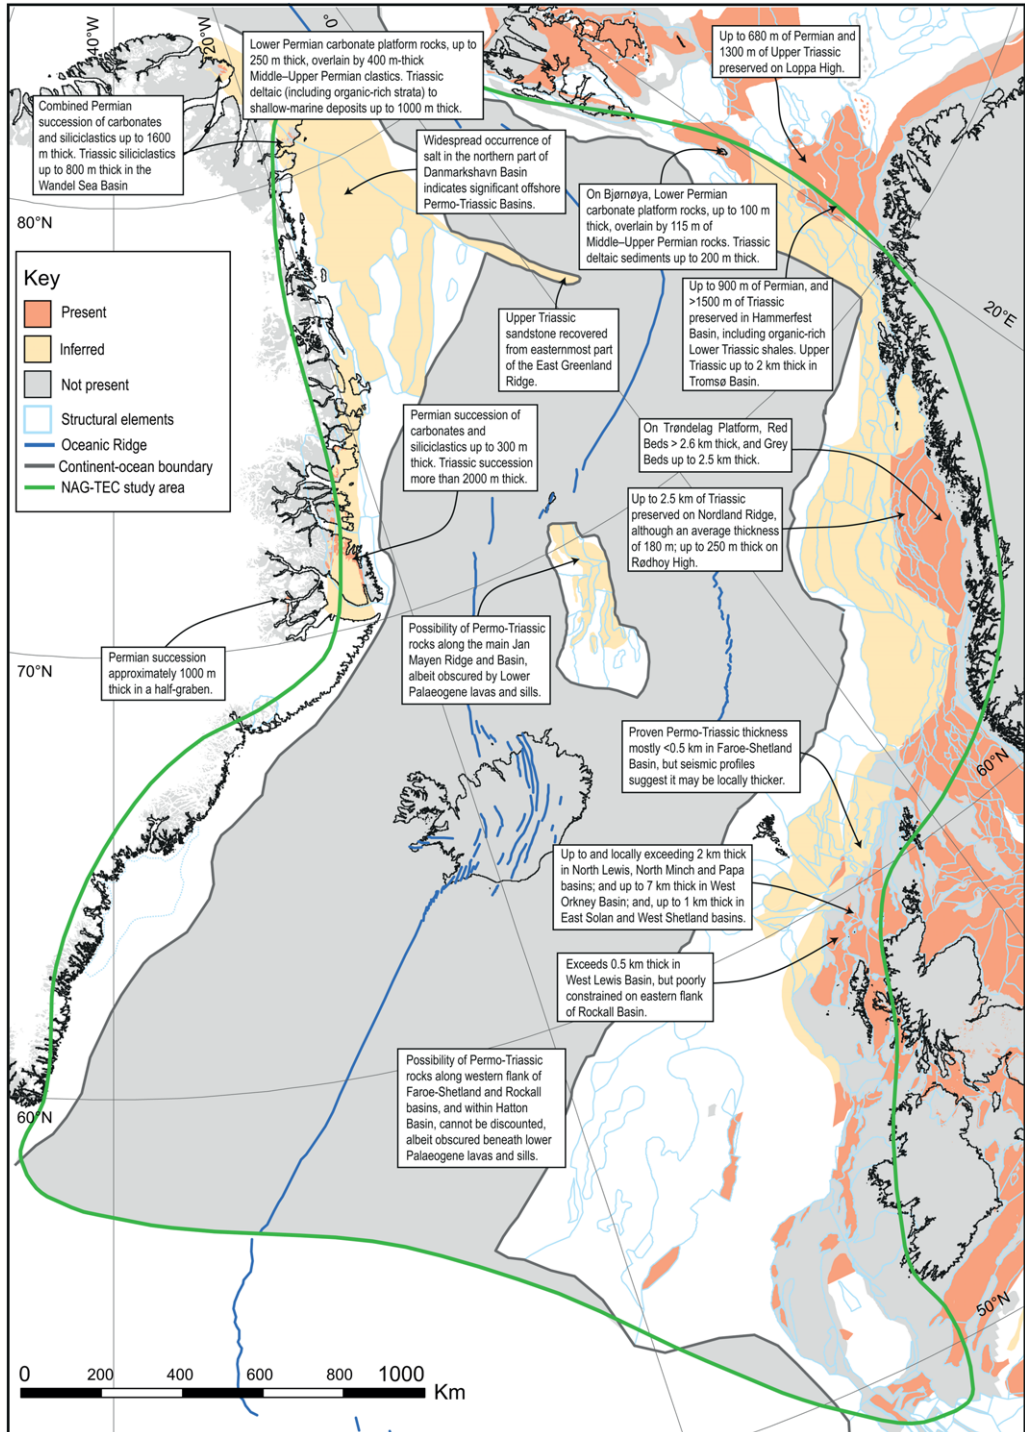 40°W
20°W
0°
Lower Permian carbonate platform rocks, up to
250 m thick, overlain by 400 m-thick
Middle–Upper Permian clastics. Triassic
deltaic (including organic-rich strata) to
shallow-marine deposits up to 1000 m thick.
Up to 680 m of Permian and
1300 m of Upper Triassic
preserved on Loppa High.
Combined Permian
succession of carbonates
and siliciclastics up to 1600
m thick. Triassic siliciclastics
up to 800 m thick in the
Wandel Sea Basin
Widespread occurrence of
salt in the northern part of
Danmarkshavn Basin
indicates significant offshore
Permo-Triassic Basins.
On Bjørnøya, Lower Permian
carbonate platform rocks, up to 100 m
thick, overlain by 115 m of
Middle–Upper Permian rocks. Triassic
deltaic sediments up to 200 m thick.
80°N
Key
Present
Inferred
Not present
Structural elements
Oceanic Ridge
Continent-ocean boundary
NAG-TEC study area
Up to 900 m of Permian, and
>1500 m of Triassic
preserved in Hammerfest
Basin, including organic-rich
Lower Triassic shales. Upper
Triassic up to 2 km thick in
Tromsø Basin.
20°E
Upper Triassic
sandstone recovered
from easternmost part
of the East Greenland
Ridge.
Permian succession of
carbonates and
siliciclastics up to 300 m
thick. Triassic succession
more than 2000 m thick.
On Trøndelag Platform, Red
Beds > 2.6 km thick, and Grey
Beds up to 2.5 km thick.
Up to 2.5 km of Triassic
preserved on Nordland Ridge,
although an average thickness
of 180 m; up to 250 m thick on
Rødhoy High.
Possibility of Permo-Triassic
rocks along the main Jan
Mayen Ridge and Basin,
albeit obscured by Lower
Palaeogene lavas and sills.
Permian succession
approximately 1000 m
thick in a half-graben.
70°N
Proven Permo-Triassic thickness
mostly <0.5 km in Faroe-Shetland
Basin, but seismic profiles
suggest it may be locally thicker.
60°N
Up to and locally exceeding 2 km thick
in North Lewis, North Minch and Papa
basins; and up to 7 km thick in West
Orkney Basin; and, up to 1 km thick in
East Solan and West Shetland basins.
Exceeds 0.5 km thick in
West Lewis Basin, but poorly
constrained on eastern flank
of Rockall Basin.
Possibility of Permo-Triassic
rocks along western flank of
Faroe-Shetland and Rockall
basins, and within Hatton
Basin, cannot be discounted,
albeit obscured beneath lower
Palaeogene lavas and sills.
60°N
50°N
0 200 400 600 800 1000
Km